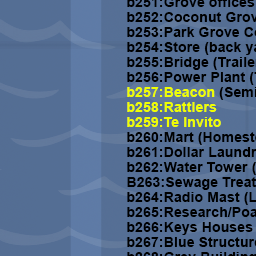 b251:Grove offices
b252:Coconut Grov
b253:Park Grove Co
b254:Store (back ya
b255:Bridge (Traile
b256:Power Plant (
b257:Beacon (Semi
b258:Rattlers
b259:Te Invito
b260:Mart (Homest
b261:Dollar Laundr
b262:Water Tower (
B263:Sewage Treat
b264:Radio Mast (L
b265:Research/Poa
b266:Keys Houses
b267:Blue Structur